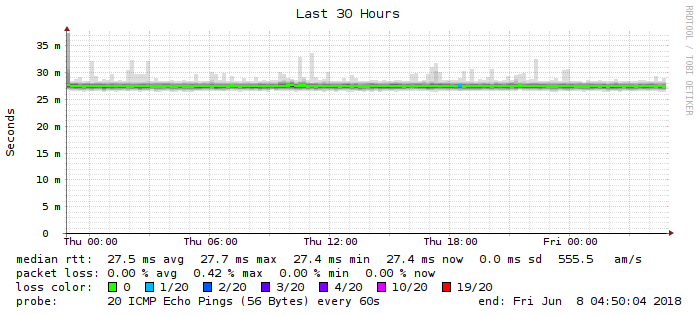 Last 30 Hours
RRDTOOL / TOBI OETIKER
Seconds
35 m
30 m
25 m
20 m
15 m
10 m
5 m
0
Thu 00:00 Thu 06:00 Thu 12:00 Thu 18:00 Fri 00:00
median rtt: 27.5 ms avg 27.7 ms max 27.4 ms min 27.4 ms now 0.0 ms sd 555.5 am/s
packet loss: 0.00 % avg 0.42 % max 0.00 % min 0.00 % now
loss color: 0 1/20 2/20 3/20 4/20 10/20 19/20
probe: 20 ICMP Echo Pings (56 Bytes) every 60s end: Fri Jun 8 04:50:04 2018